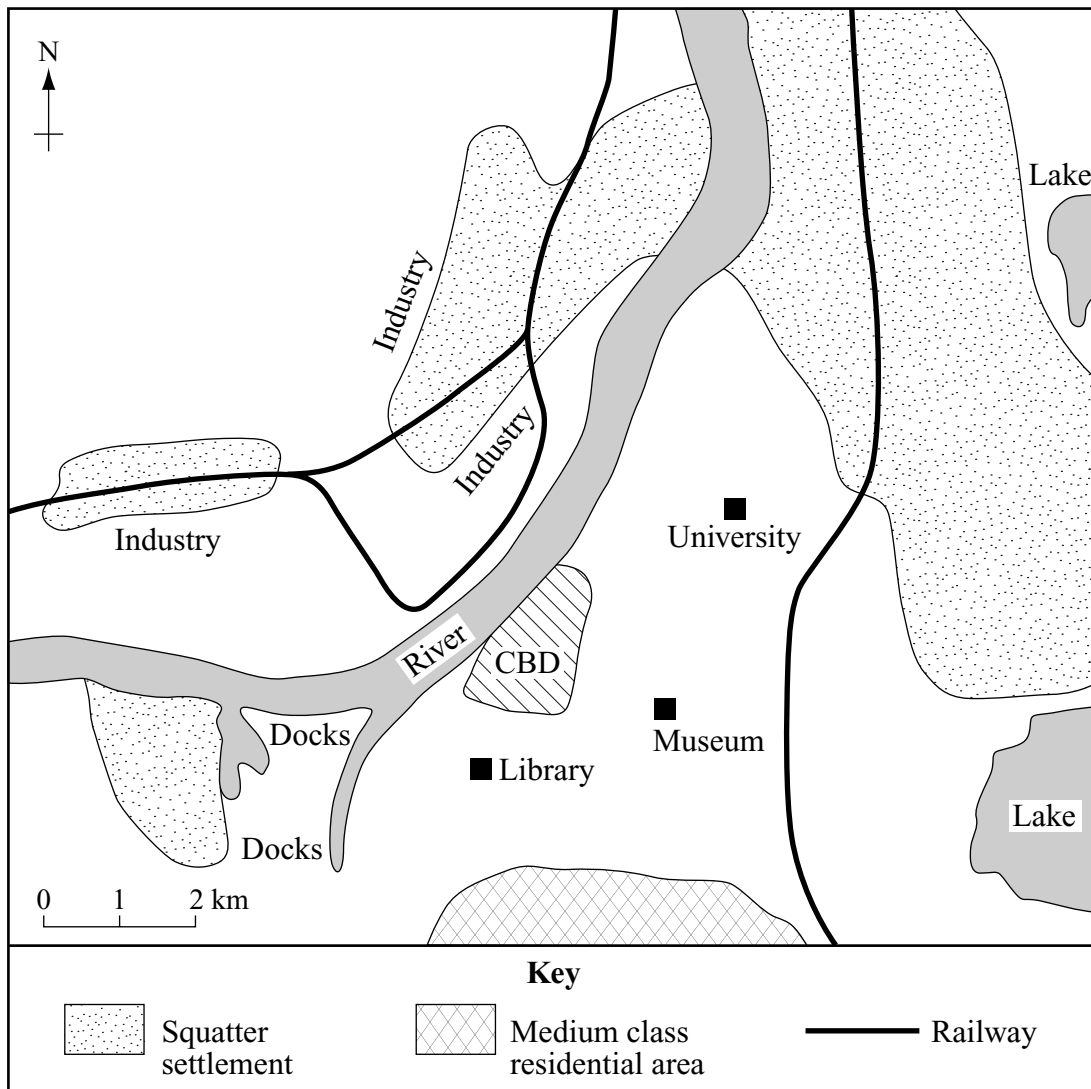 N
Lake
Industry
Industry
Industry
University
River
CBD
Museum
Docks
Library
Lake
Docks
0 1 2 km
Key
Squatter
settlement
Medium class
residential area
Railway